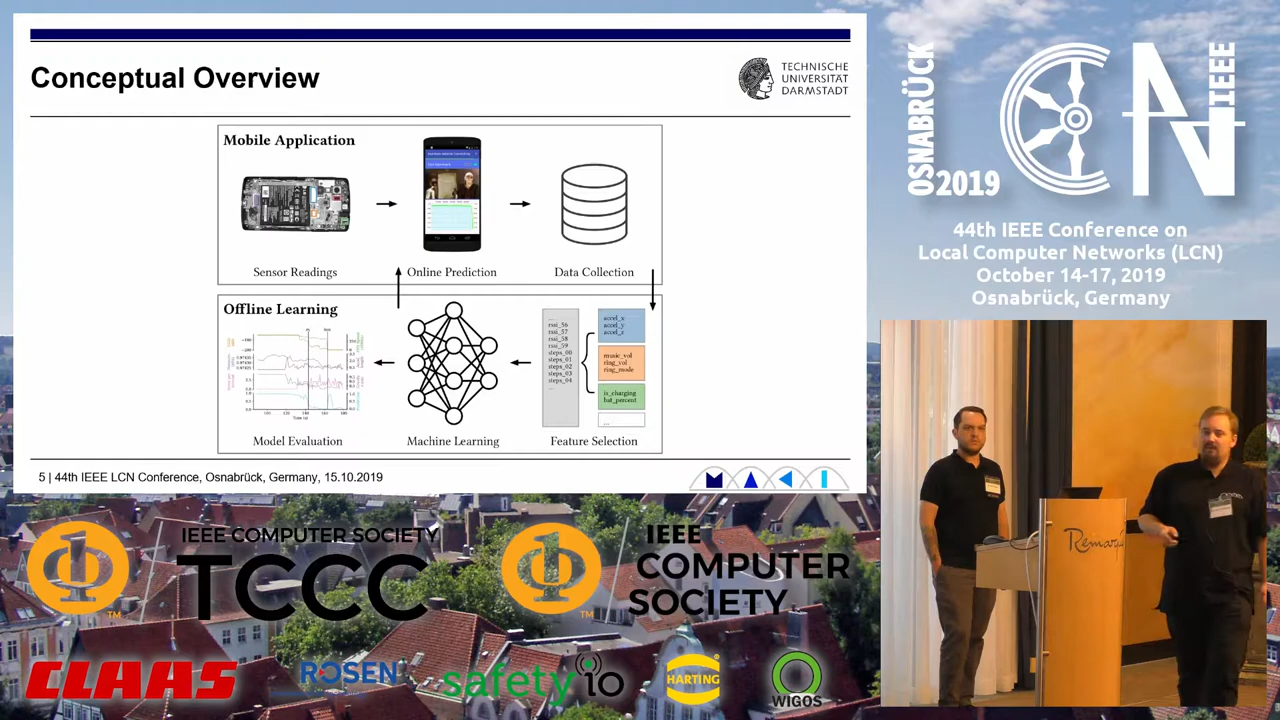 Conceptual Overview
TECHNISCHE
UNIVERSITÄT
DARMSTADT
Mobile Application
Sensor Readings
Online Prediction
Data Collection
Offline Learning
Model Evaluation
Time [s]
Machine Learning
...
rssi_56
rssi_57
rssi_58
rssi_59
steps_00
steps_01
steps_02
steps_03
steps_04
...
accel_x
accel_y
accel_z
music_vol
ring_vol
ring_mode
is_charging
bat_percent
...
Feature Selection
5 | 44th IEEE LCN Conference, Osnabrück, Germany, 15.10.2019
OSNABRÜCK
2019
LCN
IEEE
44th IEEE Conference on
Local Computer Networks (LCN)
October 14-17, 2019
Osnabrück, Germany
IEEE COMPUTER SOCIETY
TCCC
TM
IEEE
COMPUTER
SOCIETY
TM
CLAAS
ROSEN
safety io
HARTING
WIGOS